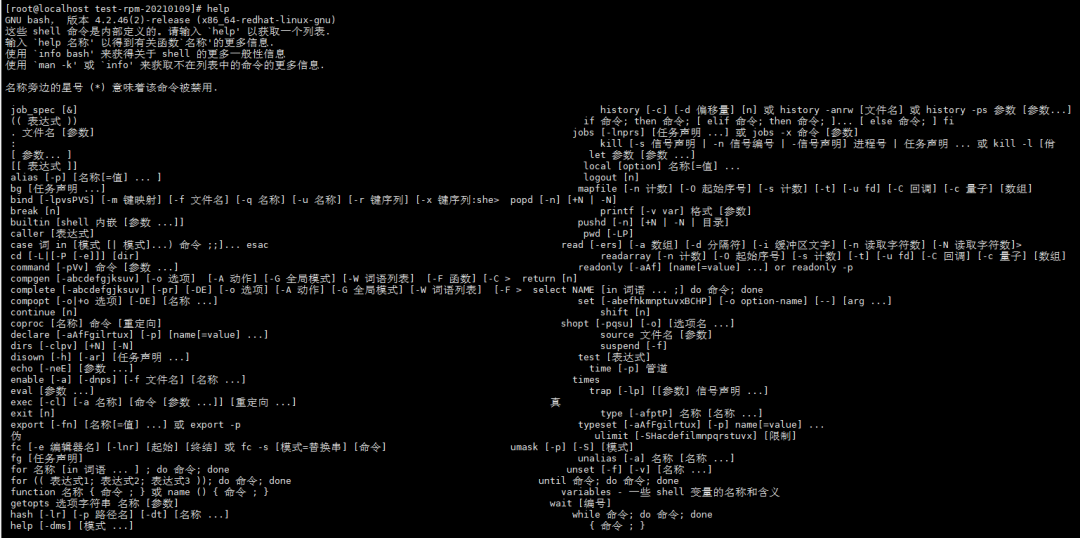 [root@localhost test-rpm-20210109]# help
GNU bash, 版本 4.2.46(2)-release (x86_64-redhat-linux-gnu)
这些 shell 命令是内部定义的。请输入 `help' 以获取一个列表.
输入 `help 名称' 以得到有关函数`名称'的更多信息.
使用 `info bash' 来获得关于 shell 的更多一般性信息
使用 `man -k' 或 `info' 来获取不在列表中的命令的更多信息.
名称旁边的星号 (*) 意味着该命令被禁用.
job_spec [&] history [-c] [-d 偏移量] [n] 或 history -anrw [文件名] 或 history -ps 参数 [参数...]
(( 表达式 )) if 命令; then 命令; [ elif 命令; then 命令; ]... [ else 命令; ] fi
. 文件名 [参数] jobs [-lnprs] [任务声明 ...] 或 jobs -x 命令 [参数]
: kill [-s 信号声明 | -n 信号编号 | -信号声明] 进程号 | 任务声明 ... 或 kill -l [信
[ 参数... ] let 参数 [参数 ...]
[[ 表达式 ]] local [option] 名称[=值] ...
alias [-p] [名称[=值] ... ] logout [n]
bg [任务声明 ...] mapfile [-n 计数] [-O 起始序号] [-s 计数] [-t] [-u fd] [-C 回调] [-c 量子] [数组]
bind [-lpvsPVS] [-m 键映射] [-f 文件名] [-q 名称] [-u 名称] [-r 键序列] [-x 键序列:she> popd [-n] [+N | -N]
break [n] printf [-v var] 格式 [参数]
builtin [shell 内嵌 [参数 ...]] pushd [-n] [+N | -N | 目录]
caller [表达式] pwd [-LP]
case 词 in [模式 [| 模式]...) 命令 ;;]... esac read [-ers] [-a 数组] [-d 分隔符] [-i 缓冲区文字] [-n 读取字符数] [-N 读取字符数]>
cd [-L|[-P [-e]]] [dir] readarray [-n 计数] [-O 起始序号] [-s 计数] [-t] [-u fd] [-C 回调] [-c 量子] [数组]
command [-pVv] 命令 [参数 ...] readonly [-aAf] [name[=value] ...] or readonly -p
compgen [-abcdefgjksuv] [-o 选项] [-A 动作] [-G 全局模式] [-W 词语列表] [-F 函数] [-C > return [n]
complete [-abcdefgjksuv] [-pr] [-DE] [-o 选项] [-A 动作] [-G 全局模式] [-W 词语列表] [-F > select NAME [in 词语 ... ;] do 命令; done
compopt [-o|+o 选项] [-DE] [名称 ...] set [-abefhkmnptuvxBCHP] [-o option-name] [--] [arg ...]
continue [n] shift [n]
coproc [名称] 命令 [重定向] shopt [-pqsu] [-o] [选项名 ...]
declare [-aAfFgilrtux] [-p] [name[=value] ...] source 文件名 [参数]
dirs [-clpv] [+N] [-N] suspend [-f]
disown [-h] [-ar] [任务声明 ...] test [表达式]
echo [-neE] [参数 ...] time [-p] 管道
enable [-a] [-dnps] [-f 文件名] [名称 ...] times
eval [参数 ...] trap [-lp] [[参数] 信号声明 ...]
exec [-cl] [-a 名称] [命令 [参数 ...]] [重定向 ...] 真
exit [n] type [-afptP] 名称 [名称 ...]
export [-fn] [名称[=值] ...] 或 export -p typeset [-aAfFgilrtux] [-p] name[=value] ...
伪 ulimit [-SHacdefilmnpqrstuvx] [限制]
fc [-e 编辑器名] [-lnr] [起始] [终结] 或 fc -s [模式=替换串] [命令] umask [-p] [-S] [模式]
fg [任务声明] unalias [-a] 名称 [名称 ...]
for 名称 [in 词语 ... ] ; do 命令; done unset [-f] [-v] [名称 ...]
for (( 表达式1; 表达式2; 表达式3 )); do 命令; done until 命令; do 命令; done
function 名称 { 命令 ; } 或 name () { 命令 ; } variables - 一些 shell 变量的名称和含义
getopts 选项字符串 名称 [参数] wait [编号]
hash [-lr] [-p 路径名] [-dt] [名称 ...] while 命令; do 命令; done
help [-dms] [模式 ...] { 命令 ; }